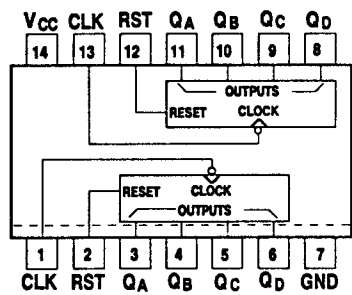 VCC CLK RST QA QB QC QD
14 13 12 11 10 9 8
OUTPUTS
RESET CLOCK
RESET CLOCK
OUTPUTS
1 2 3 4 5 6 7
CLK RST QA QB QC QD GND